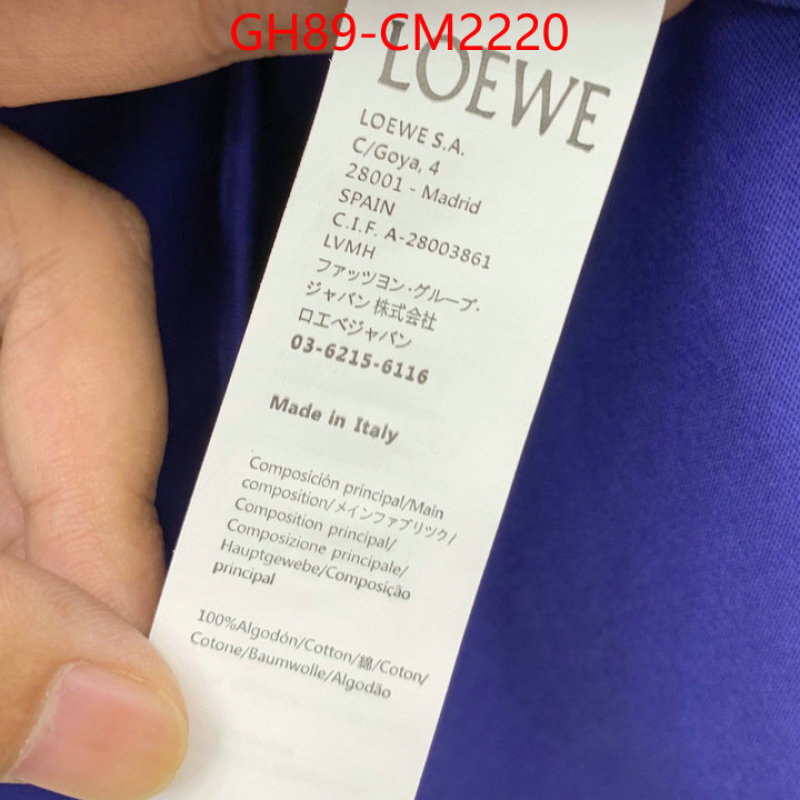 GH89-CM2220
LOEWE
LOEWE S.A.
C/Goya, 4
28001 - Madrid
SPAIN
C.I.F. A-28003861
LVMH
ファッツヨン·グループ·
ジャパン 株式会社
ロエベジャパン
03-6215-6116
Made in Italy
Composición principal/Main
composition/メインファブリツク/
Composition principal/
Composizione principale/
Hauptgewebe/Composição
principal
100%Algodón/Cotton/綿/Coton/
Cotone/Baumwolle/Algodão